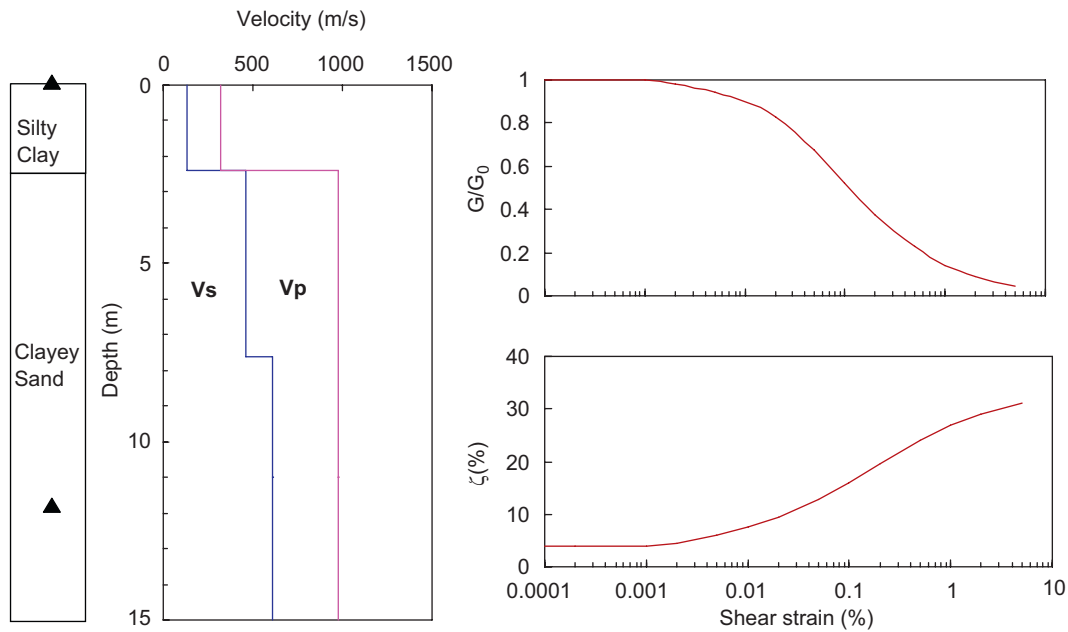 Velocity (m/s)
0 500 1000 1500
0
5
10
15
Depth (m)
Silty
Clay
Clayey
Sand
Vs
Vp
1
0.8
0.6
0.4
0.2
0
G/G₀
40
30
20
10
0
ζ(%)
0.0001 0.001 0.01 0.1 1 10
Shear strain (%)